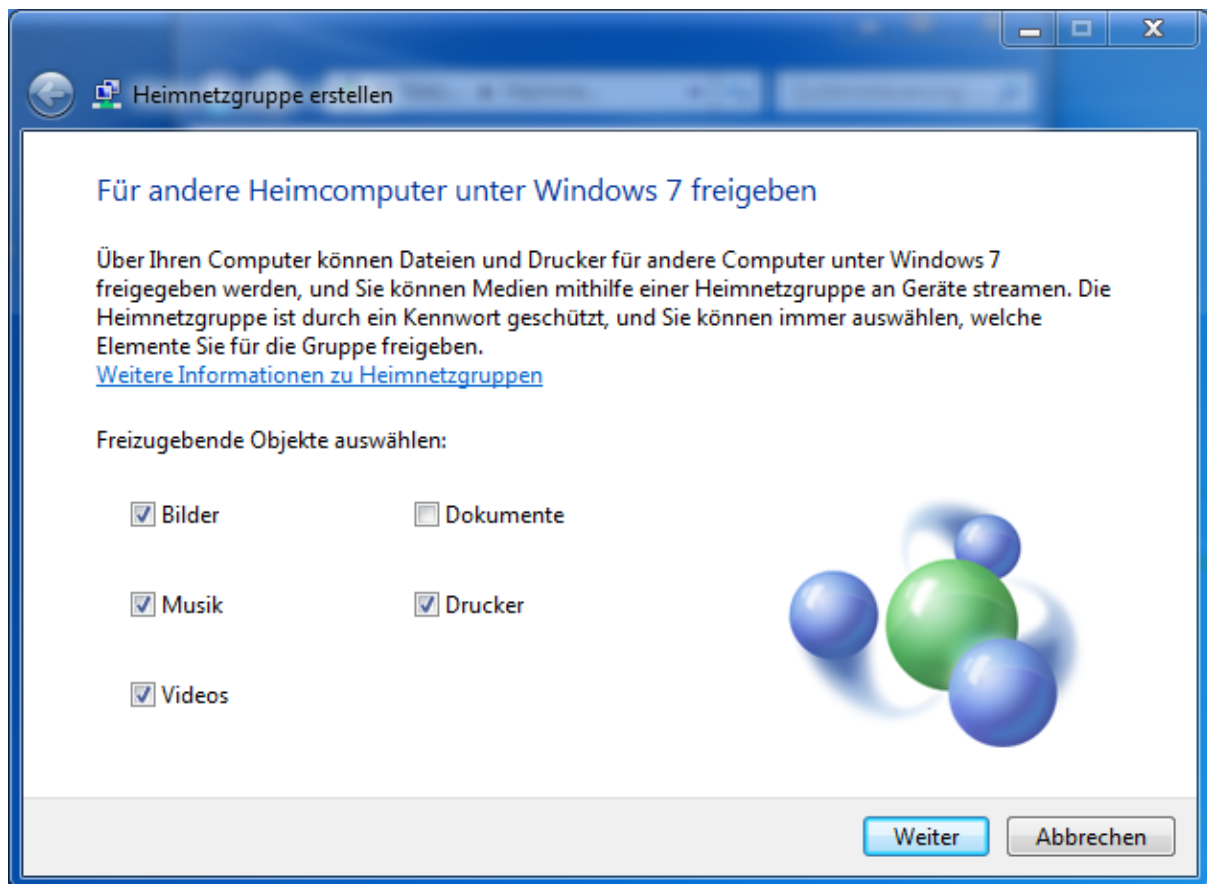 Heimnetzgruppe erstellen
Für andere Heimcomputer unter Windows 7 freigeben
Über Ihren Computer können Dateien und Drucker für andere Computer unter Windows 7
freigegeben werden, und Sie können Medien mithilfe einer Heimnetzgruppe an Geräte streamen. Die
Heimnetzgruppe ist durch ein Kennwort geschützt, und Sie können immer auswählen, welche
Elemente Sie für die Gruppe freigeben.
Weitere Informationen zu Heimnetzgruppen
Freizugebende Objekte auswählen:
Bilder Dokumente
Musik Drucker
Videos
Weiter Abbrechen